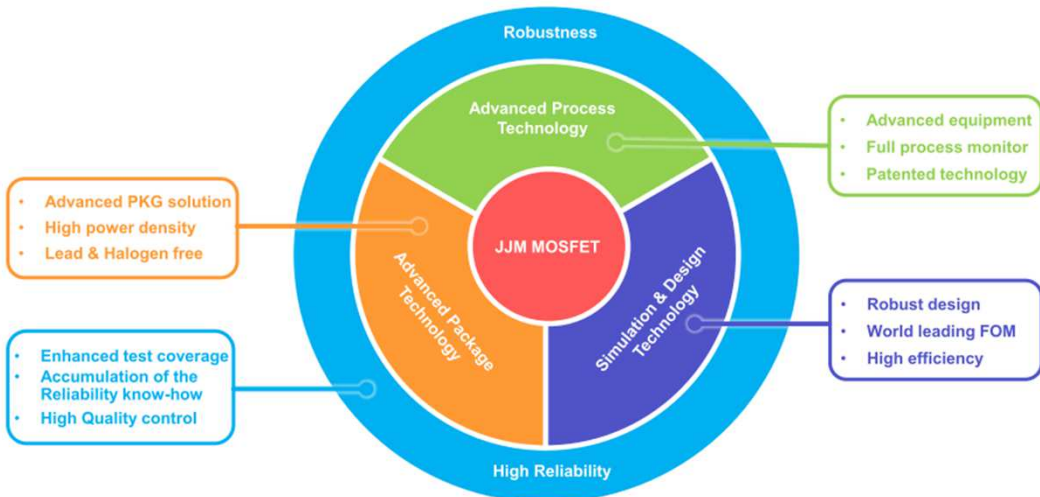 Robustness
Advanced Process
Technology
JJM MOSFET
Advanced Package
Technology
Simulation & Design
Technology
High Reliability
• Advanced PKG solution
• High power density
• Lead & Halogen free
• Enhanced test coverage
• Accumulation of the
Reliability know-how
• High Quality control
• Advanced equipment
• Full process monitor
• Patented technology
• Robust design
• World leading FOM
• High efficiency